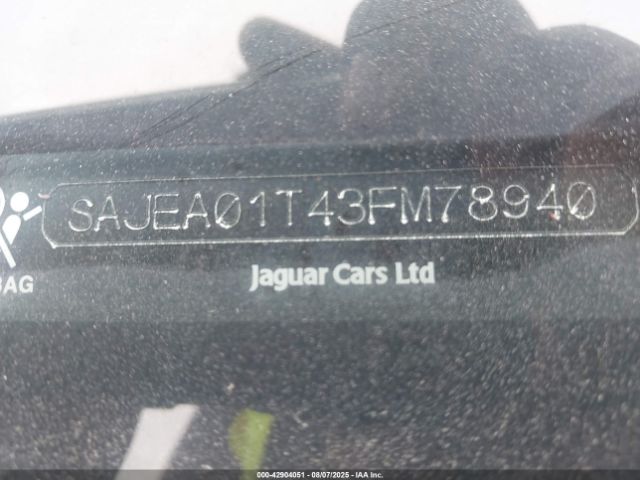 SAJEA01T43FM78940
BAG
Jaguar Cars Ltd
000-42904051 - 08/07/2025 - ©IAA Inc.